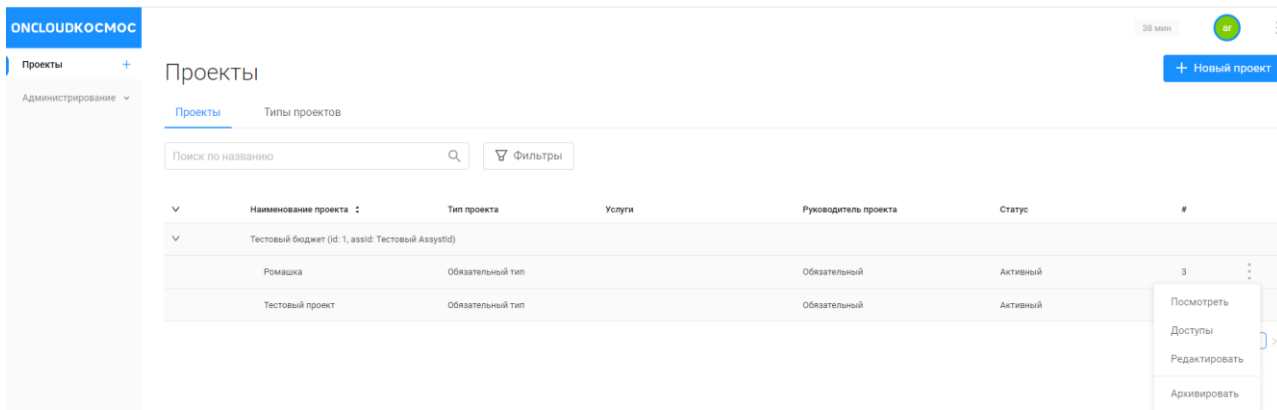 ONCLOUDКОСМОС
38 мин
ar
Проекты +
Администрирование
Проекты
+ Новый проект
Проекты Типы проектов
Поиск по названию Фильтры
Наименование проекта Тип проекта Услуги Руководитель проекта Статус #
Тестовый бюджет (id: 1, assId: Тестовый AssystId)
Ромашка Обязательный тип Обязательный Активный 3
Тестовый проект Обязательный тип Обязательный Активный
Посмотреть
Доступы
Редактировать
Архивировать